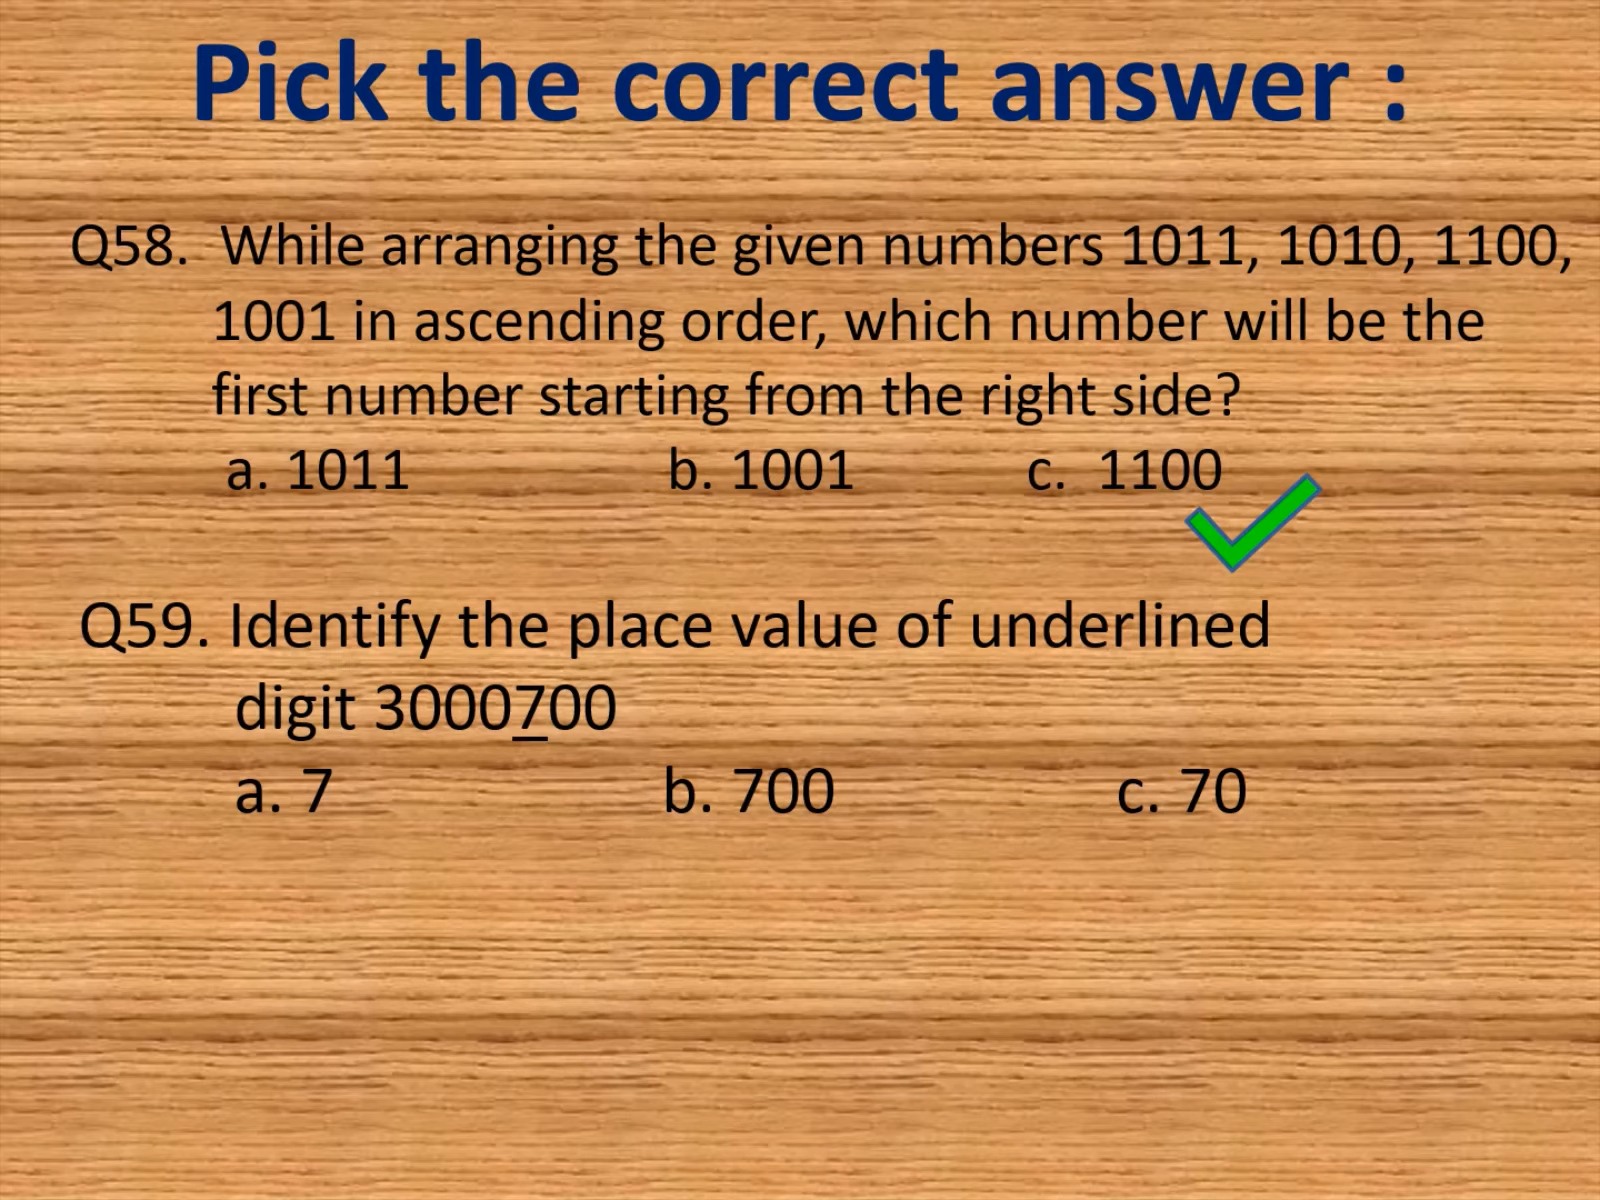 Pick the correct answer :
Q58. While arranging the given numbers 1011, 1010, 1100,
1001 in ascending order, which number will be the
first number starting from the right side?
a. 1011 b. 1001 c. 1100
Q59. Identify the place value of underlined
digit 3000700
a. 7 b. 700 c. 70